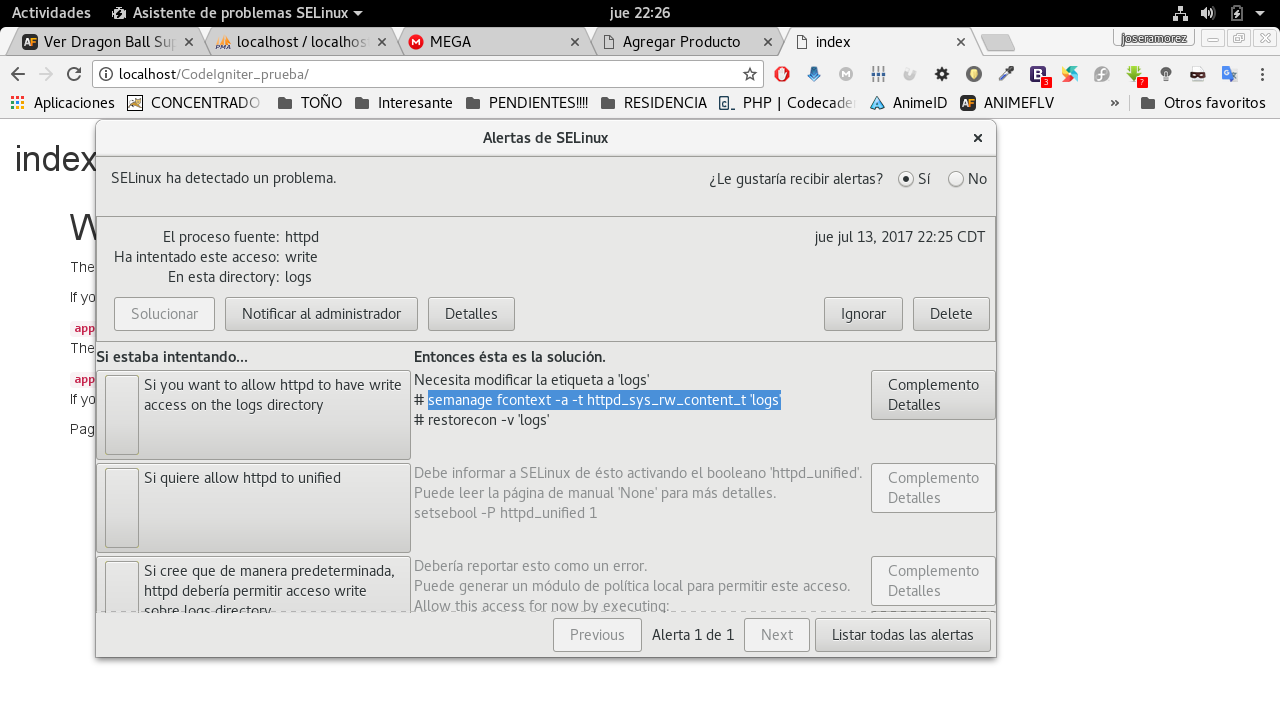 Actividades
Asistente de problemas SELinux
jue 22:26
Ver Dragon Ball Sup
localhost / localhos
MEGA
Agregar Producto
index
joseramorez
localhost/CodeIgniter_prueba/
3
?
Aplicaciones
CONCENTRADO
TOÑO
Interesante
PENDIENTES!!!!
RESIDENCIA
PHP | Codecade
AnimeID
ANIMEFLV
»
Otros favoritos
index
W
The
If yo
app
The
app
If yo
Pag
Alertas de SELinux
SELinux ha detectado un problema.
¿Le gustaría recibir alertas?
Sí
No
El proceso fuente: httpd
jue jul 13, 2017 22:25 CDT
Ha intentado este acceso: write
En esta directory: logs
Solucionar
Notificar al administrador
Detalles
Ignorar
Delete
Si estaba intentando...
Entonces ésta es la solución.
Si you want to allow httpd to have write
access on the logs directory
Necesita modificar la etiqueta a 'logs'
# semanage fcontext -a -t httpd_sys_rw_content_t 'logs'
# restorecon -v 'logs'
Complemento
Detalles
Si quiere allow httpd to unified
Debe informar a SELinux de ésto activando el booleano 'httpd_unified'.
Puede leer la página de manual 'None' para más detalles.
setsebool -P httpd_unified 1
Complemento
Detalles
Si cree que de manera predeterminada,
httpd debería permitir acceso write
sobre logs directory
Debería reportar esto como un error.
Puede generar un módulo de política local para permitir este acceso.
Allow this access for now by executing:
Complemento
Detalles
Previous
Alerta 1 de 1
Next
Listar todas las alertas